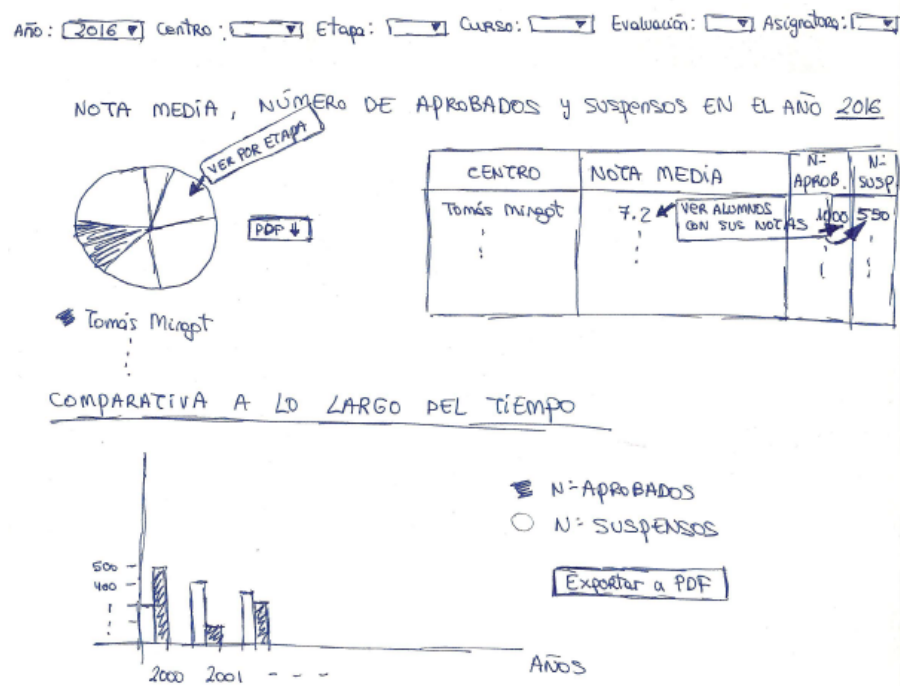 Año: 2016 Centro: Etapa: Curso: Evaluación: Asignatura:
NOTA MEDIA, NÚMERO DE APROBADOS y SUSPENSOS EN EL AÑO 2016
VER POR ETAPA
CENTRO NOTA MEDIA Nº APROB. Nº SUSP.
Tomás Mingot 7.2 VER ALUMNOS CON SUS NOTAS 1000 550
PDF
Tomás Mingot
COMPARATIVA A LO LARGO DEL TIEMPO
Nº APROBADOS
Nº SUSPENSOS
Exportar a PDF
500
400
2000 2001 - - -
AÑOS